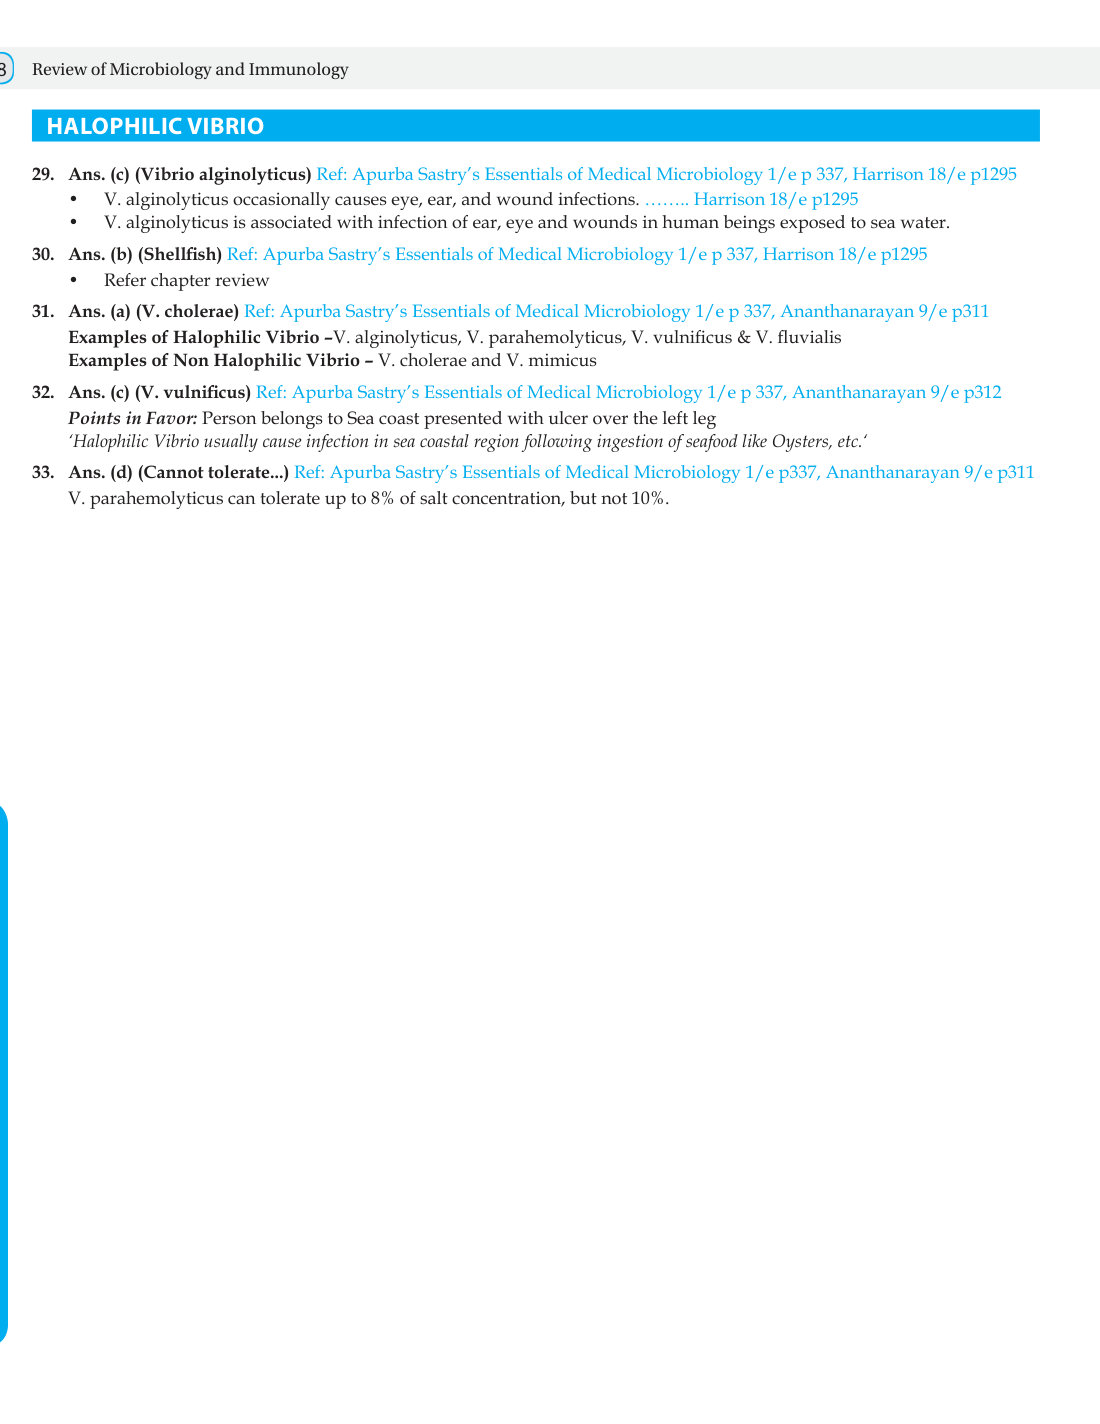 8 Review of Microbiology and Immunology
HALOPHILIC VIBRIO
29. Ans. (c) (Vibrio alginolyticus) Ref: Apurba Sastry’s Essentials of Medical Microbiology 1/e p 337, Harrison 18/e p1295
• V. alginolyticus occasionally causes eye, ear, and wound infections. …….. Harrison 18/e p1295
• V. alginolyticus is associated with infection of ear, eye and wounds in human beings exposed to sea water.
30. Ans. (b) (Shellfish) Ref: Apurba Sastry’s Essentials of Medical Microbiology 1/e p 337, Harrison 18/e p1295
• Refer chapter review
31. Ans. (a) (V. cholerae) Ref: Apurba Sastry’s Essentials of Medical Microbiology 1/e p 337, Ananthanarayan 9/e p311
Examples of Halophilic Vibrio –V. alginolyticus, V. parahemolyticus, V. vulnificus & V. fluvialis
Examples of Non Halophilic Vibrio – V. cholerae and V. mimicus
32. Ans. (c) (V. vulnificus) Ref: Apurba Sastry’s Essentials of Medical Microbiology 1/e p 337, Ananthanarayan 9/e p312
Points in Favor: Person belongs to Sea coast presented with ulcer over the left leg
‘Halophilic Vibrio usually cause infection in sea coastal region following ingestion of seafood like Oysters, etc.‘
33. Ans. (d) (Cannot tolerate...) Ref: Apurba Sastry’s Essentials of Medical Microbiology 1/e p337, Ananthanarayan 9/e p311
V. parahemolyticus can tolerate up to 8% of salt concentration, but not 10%.